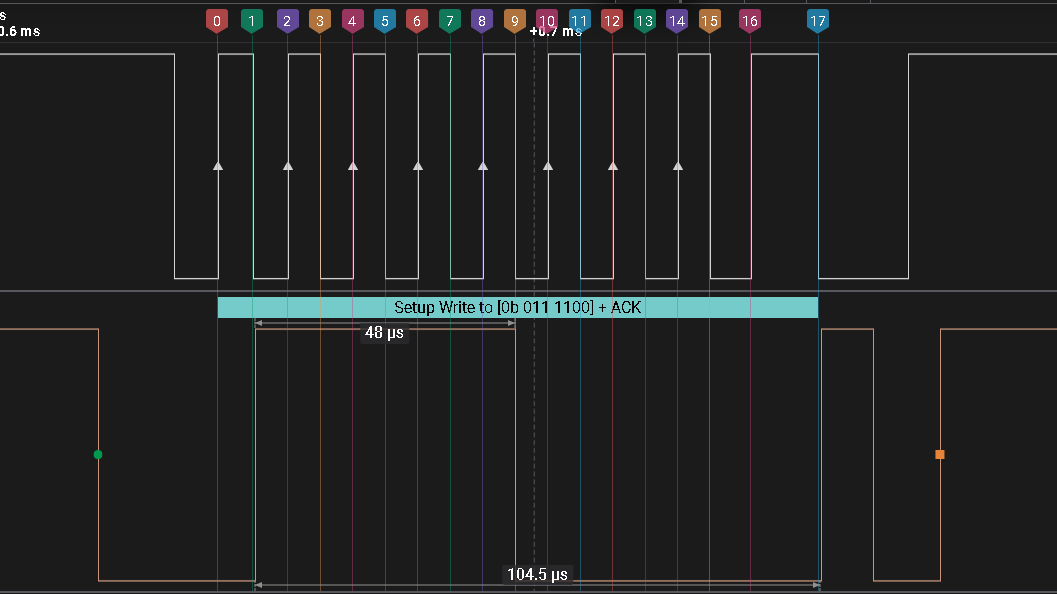 s
0.6 ms
0 1 2 3 4 5 6 7 8 9 10 11 12 13 14 15 16 17
+0.7 ms
Setup Write to [0b 011 1100] + ACK
48 µs
104.5 µs